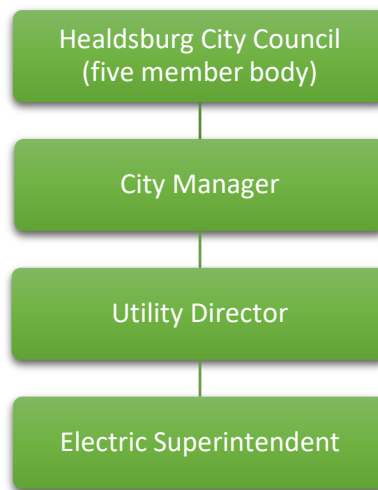 Healdsburg City Council
(five member body)
City Manager
Utility Director
Electric Superintendent